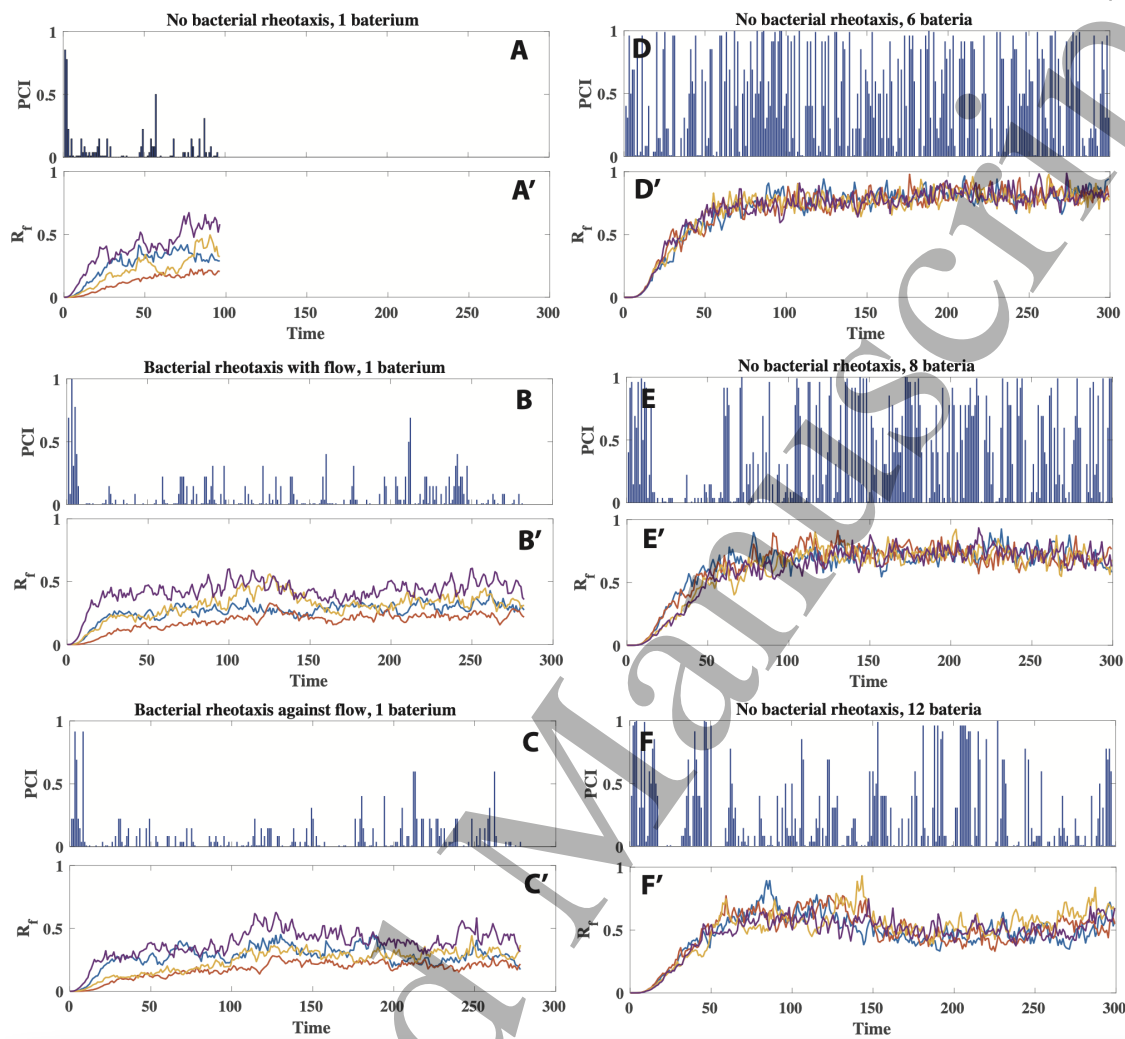 No bacterial rheotaxis, 1 baterium
A
1
0.5
0
PCI
A’
1
0.5
0
R_f
0 50 100 150 200 250 300
Time
Bacterial rheotaxis with flow, 1 baterium
B
1
0.5
0
PCI
B’
1
0.5
0
R_f
0 50 100 150 200 250 300
Time
Bacterial rheotaxis against flow, 1 baterium
C
1
0.5
0
PCI
C’
1
0.5
0
R_f
0 50 100 150 200 250 300
Time
No bacterial rheotaxis, 6 bateria
D
1
0.5
0
PCI
D’
1
0.5
0
R_f
0 50 100 150 200 250 300
Time
No bacterial rheotaxis, 8 bateria
E
1
0.5
0
PCI
E’
1
0.5
0
R_f
0 50 100 150 200 250 300
Time
No bacterial rheotaxis, 12 bateria
F
1
0.5
0
PCI
F’
1
0.5
0
R_f
0 50 100 150 200 250 300
Time
d Manuscrip